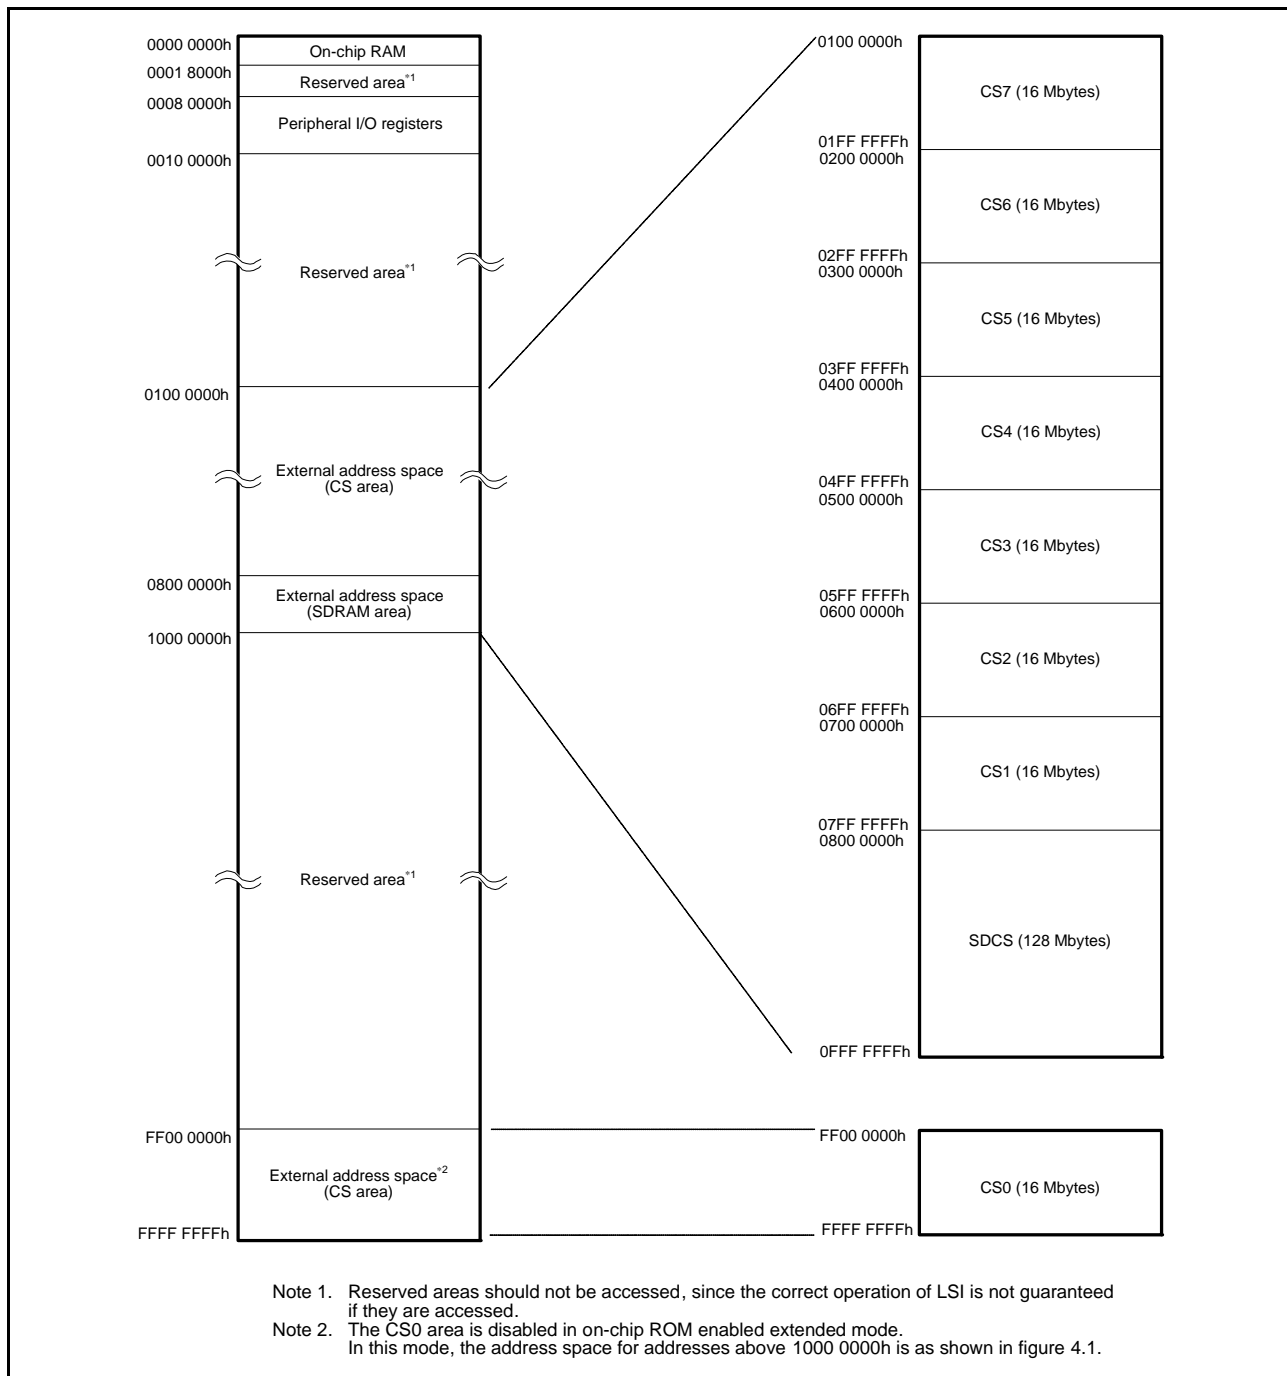 0000 0000h
On-chip RAM
0001 8000h
Reserved area*1
0008 0000h
Peripheral I/O registers
0010 0000h
Reserved area*1
0100 0000h
External address space
(CS area)
0800 0000h
External address space
(SDRAM area)
1000 0000h
Reserved area*1
FF00 0000h
External address space*2
(CS area)
FFFF FFFFh
0100 0000h
CS7 (16 Mbytes)
01FF FFFFh
0200 0000h
CS6 (16 Mbytes)
02FF FFFFh
0300 0000h
CS5 (16 Mbytes)
03FF FFFFh
0400 0000h
CS4 (16 Mbytes)
04FF FFFFh
0500 0000h
CS3 (16 Mbytes)
05FF FFFFh
0600 0000h
CS2 (16 Mbytes)
06FF FFFFh
0700 0000h
CS1 (16 Mbytes)
07FF FFFFh
0800 0000h
SDCS (128 Mbytes)
0FFF FFFFh
FF00 0000h
CS0 (16 Mbytes)
FFFF FFFFh
Note 1. Reserved areas should not be accessed, since the correct operation of LSI is not guaranteed
if they are accessed.
Note 2. The CS0 area is disabled in on-chip ROM enabled extended mode.
In this mode, the address space for addresses above 1000 0000h is as shown in figure 4.1.